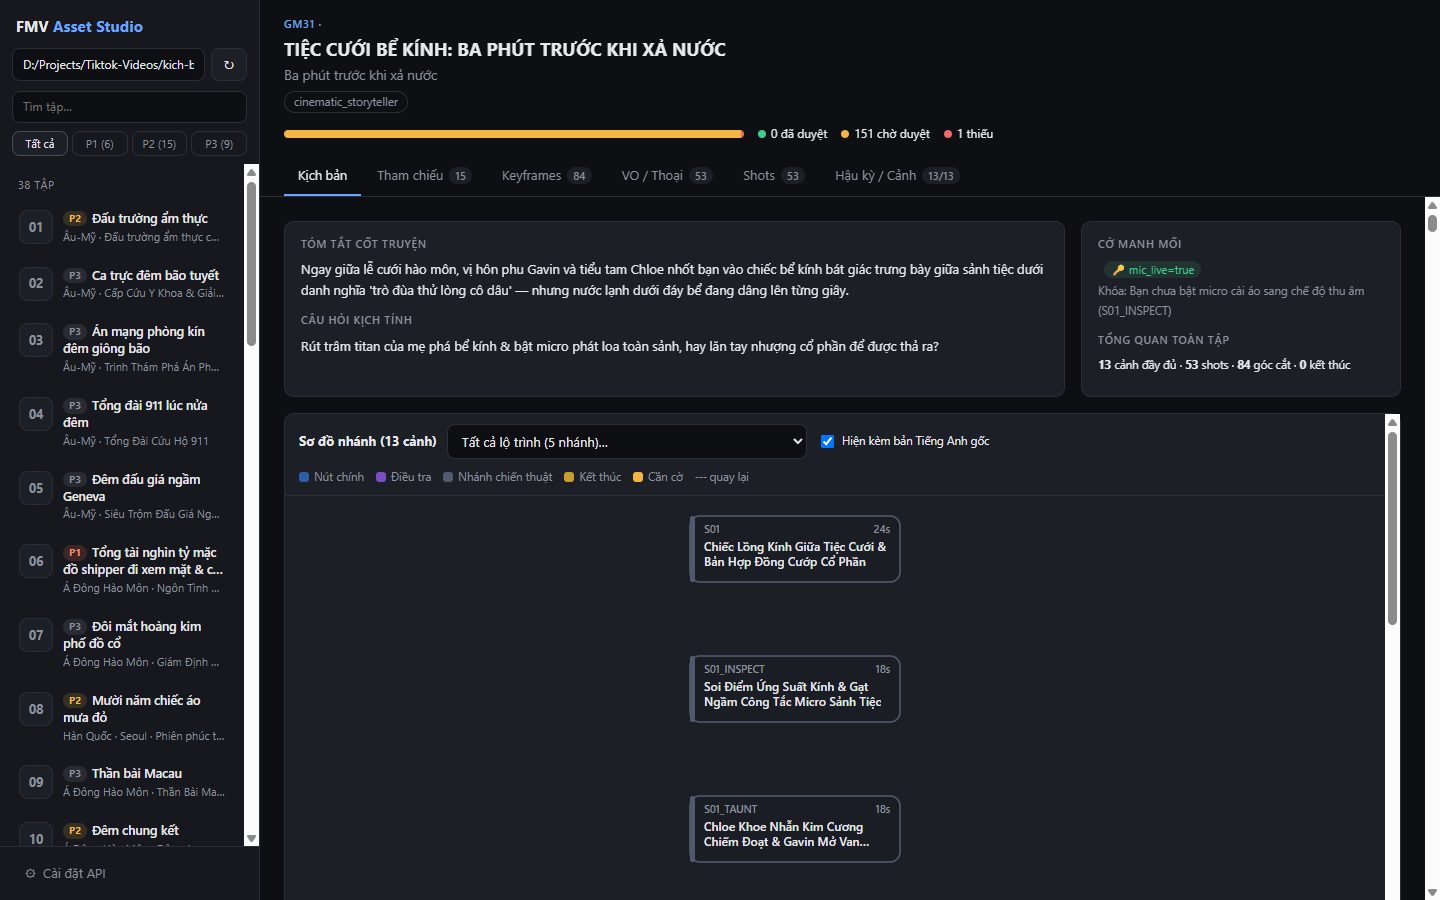 FMV Asset Studio
D:/Projects/Tiktok-Videos/kich-b
Tìm tập...
Tất cả
P1 (6)
P2 (15)
P3 (9)
38 TẬP
01
P2 Đấu trường ẩm thực
Âu-Mỹ · Đấu trường ẩm thực c...
02
P3 Ca trực đêm bão tuyết
Âu-Mỹ · Cấp Cứu Y Khoa & Giải...
03
P3 Án mạng phòng kín
đêm giông bão
Âu-Mỹ · Trinh Thám Phá Án Ph...
04
P3 Tổng đài 911 lúc nửa
đêm
Âu-Mỹ · Tổng Đài Cứu Hộ 911
05
P3 Đêm đấu giá ngầm
Geneva
Âu-Mỹ · Siêu Trộm Đấu Giá Ng...
06
P1 Tổng tài nghìn tỷ mặc
đồ shipper đi xem mặt & c...
Á Đông Hào Môn · Ngôn Tình ...
07
P3 Đôi mắt hoàng kim
phố đồ cổ
Á Đông Hào Môn · Giám Định ...
08
P2 Mười năm chiếc áo
mưa đỏ
Hàn Quốc · Seoul · Phiên phúc t...
09
P3 Thần bài Macau
Á Đông Hào Môn · Thần Bài Ma...
10
P2 Đêm chung kết
Cài đặt API
GM31 ·
TIỆC CƯỚI BỂ KÍNH: BA PHÚT TRƯỚC KHI XẢ NƯỚC
Ba phút trước khi xả nước
cinematic_storyteller
0 đã duyệt
151 chờ duyệt
1 thiếu
Kịch bản
Tham chiếu 15
Keyframes 84
VO / Thoại 53
Shots 53
Hậu kỳ / Cảnh 13/13
TÓM TẮT CỐT TRUYỆN
Ngay giữa lễ cưới hào môn, vị hôn phu Gavin và tiểu tam Chloe nhốt bạn vào chiếc bể kính bát giác trưng bày giữa sảnh tiệc dưới
danh nghĩa 'trò đùa thử lòng cô dâu' — nhưng nước lạnh dưới đáy bể đang dâng lên từng giây.
CÂU HỎI KỊCH TÍNH
Rút trâm titan của mẹ phá bể kính & bật micro phát loa toàn sảnh, hay lăn tay nhượng cổ phần để được thả ra?
CỜ MANH MỐI
mic_live=true
Khóa: Bạn chưa bật micro cài áo sang chế độ thu âm
(S01_INSPECT)
TỔNG QUAN TOÀN TẬP
13 cảnh đầy đủ · 53 shots · 84 góc cắt · 0 kết thúc
Sơ đồ nhánh (13 cảnh)
Tất cả lộ trình (5 nhánh)...
Hiện kèm bản Tiếng Anh gốc
Nút chính
Điều tra
Nhánh chiến thuật
Kết thúc
Cần cờ
--- quay lại
S01
24s
Chiếc Lồng Kính Giữa Tiệc Cưới &
Bản Hợp Đồng Cướp Cổ Phần
S01_INSPECT
18s
Soi Điểm Ứng Suất Kính & Gạt
Ngầm Công Tắc Micro Sảnh Tiệc
S01_TAUNT
18s
Chloe Khoe Nhẫn Kim Cương
Chiếm Đoạt & Gavin Mở Van...